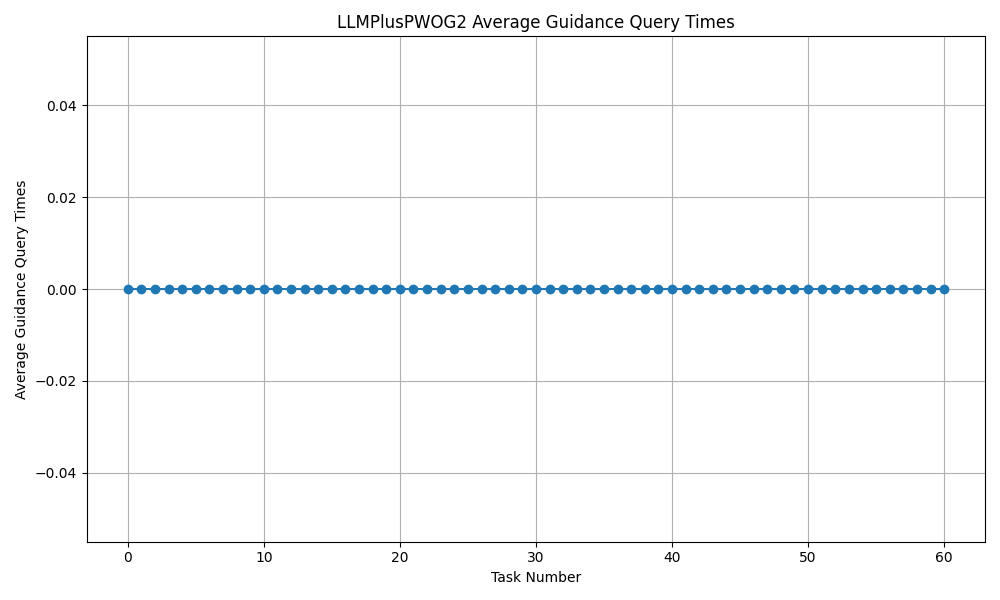 LLMPlusPWOG2 Average Guidance Query Times
Average Guidance Query Times
0.04
0.02
0.00
−0.02
−0.04
0 10 20 30 40 50 60
Task Number